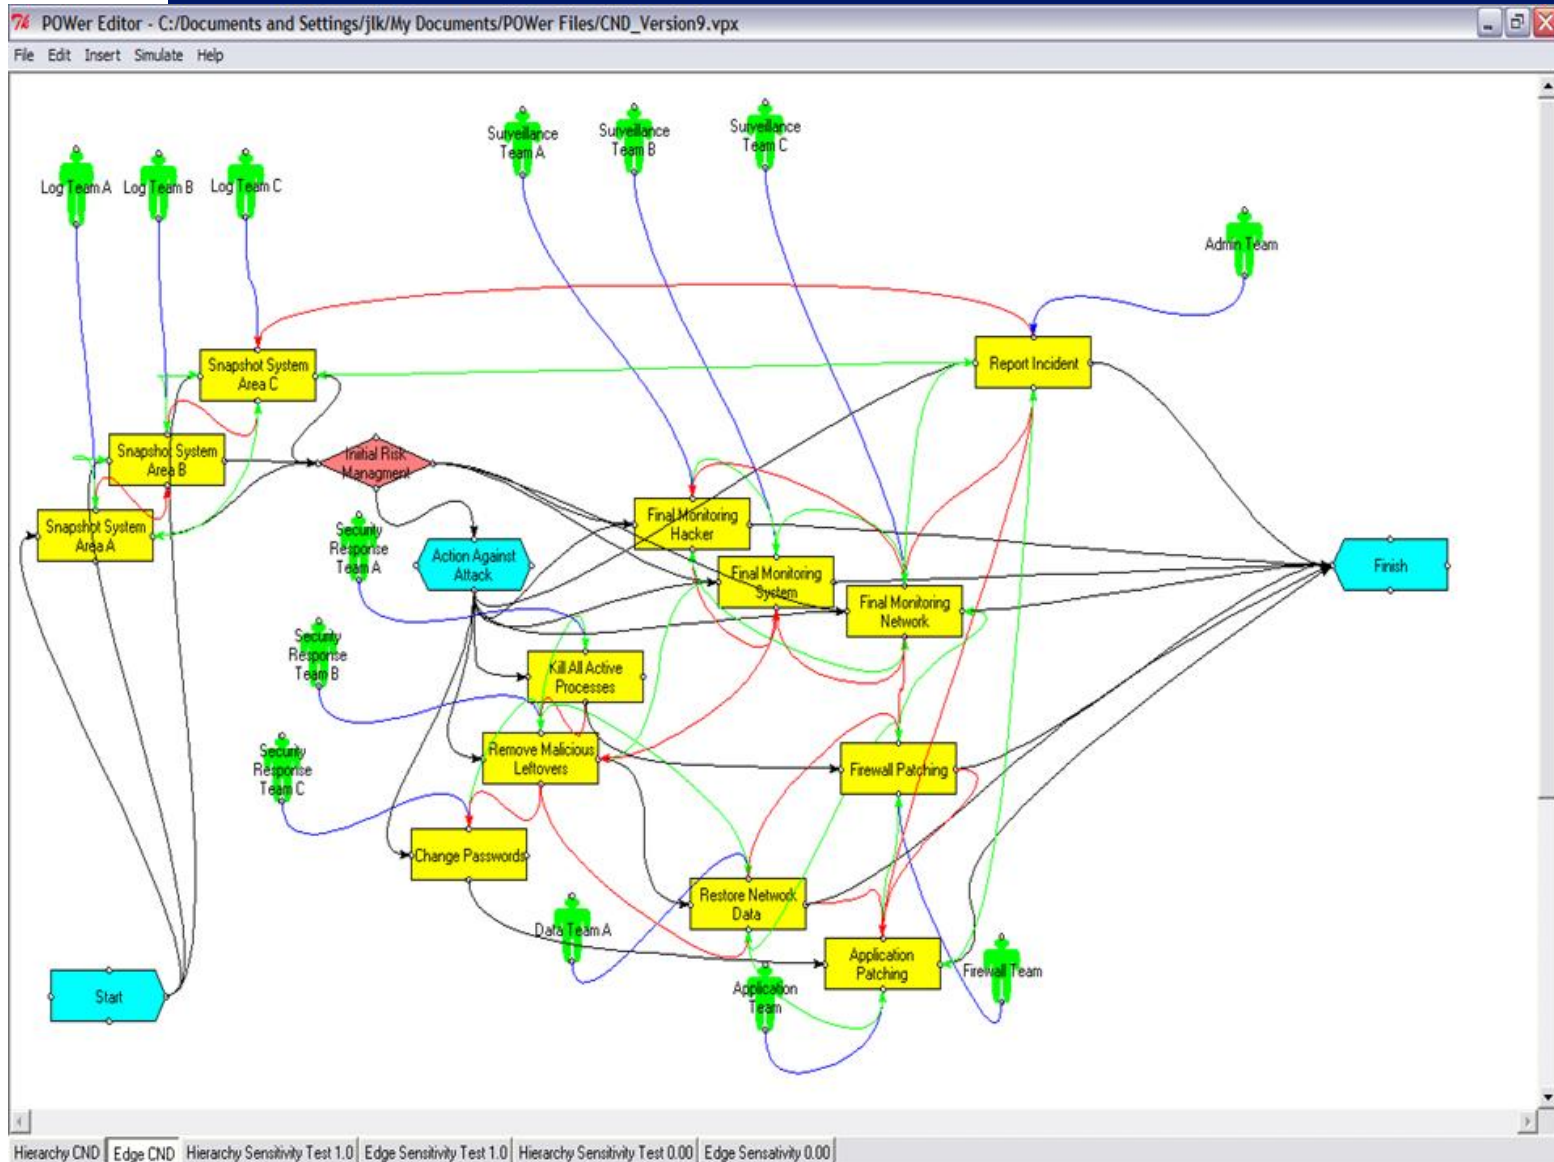 POWer Editor - C:/Documents and Settings/jlk/My Documents/POWer Files/CND_Version9.vpx
File Edit Insert Simulate Help
Surveillance
Team A
Surveillance
Team B
Surveillance
Team C
Log Team A
Log Team B
Log Team C
Admin Team
Snapshot System
Area C
Report Incident
Snapshot System
Area B
Initial Risk
Managment
Snapshot System
Area A
Security
Response
Team A
Action Against
Attack
Final Monitoring
Hacker
Final Monitoring
System
Final Monitoring
Network
Finish
Security
Response
Team B
Kill All Active
Processes
Security
Response
Team C
Remove Malicious
Leftovers
Firewall Patching
Change Passwords
Restore Network
Data
Data Team A
Application
Patching
Firewall Team
Application
Team
Start
Hierarchy CND Edge CND Hierarchy Sensitivity Test 1.0 Edge Sensitivity Test 1.0 Hierarchy Sensitivity Test 0.00 Edge Sensativity 0.00